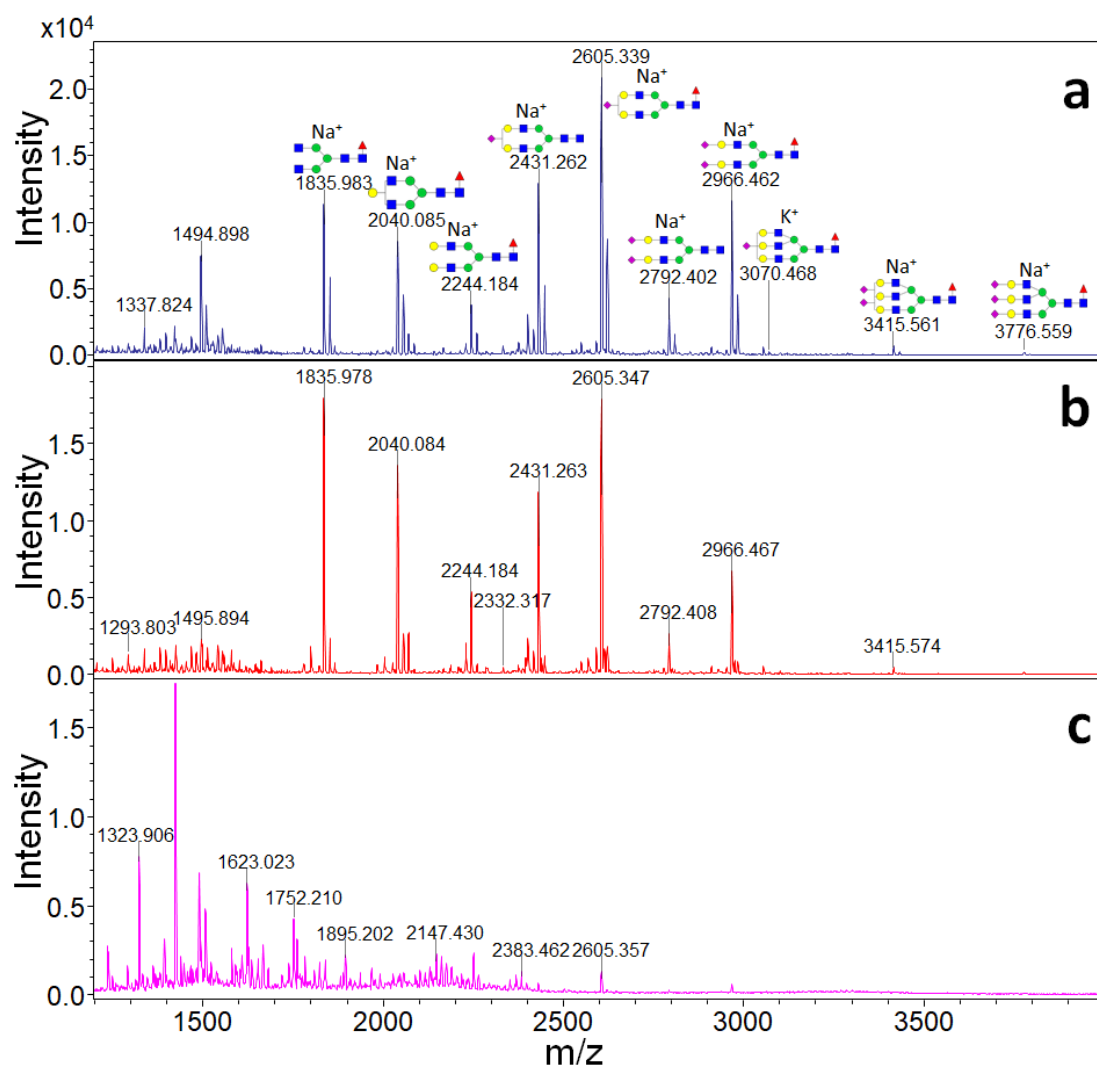 x10⁴
2605.339
Na⁺
a
2.0
Na⁺
Na⁺
Na⁺
1.5
1835.983
Na⁺
2431.262
2966.462
2040.085
Na⁺
Na⁺
K⁺
1.0
1494.898
2244.184
2792.402
3070.468
Na⁺
Na⁺
0.5
1337.824
3415.561
3776.559
0.0
Intensity
1835.978
2605.347
b
1.5
2040.084
2431.263
1.0
2966.467
2244.184
0.5
2332.317
2792.408
1293.803
1495.894
3415.574
0.0
Intensity
c
1.5
1.0
1323.906
1623.023
0.5
1752.210
1895.202
2147.430
2383.462
2605.357
0.0
Intensity
1500
2000
2500
3000
3500
m/z